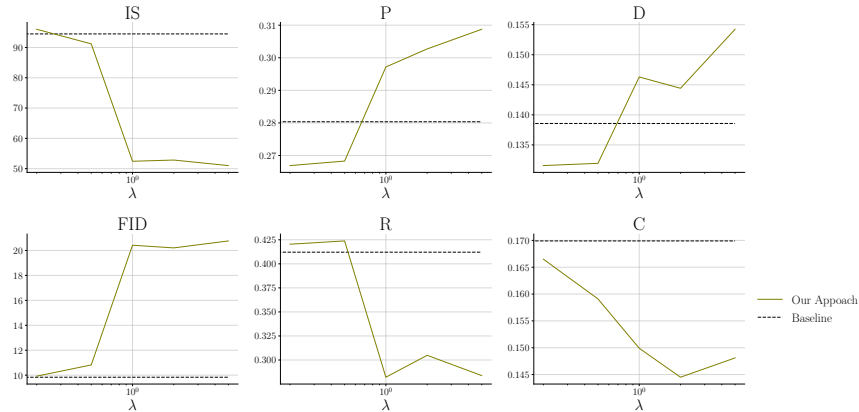 IS
90
80
70
60
50
10⁰
λ
P
0.31
0.30
0.29
0.28
0.27
10⁰
λ
D
0.155
0.150
0.145
0.140
0.135
10⁰
λ
FID
20
18
16
14
12
10
10⁰
λ
R
0.425
0.400
0.375
0.350
0.325
0.300
10⁰
λ
C
0.170
0.165
0.160
0.155
0.150
0.145
10⁰
λ
Our Appoach
Baseline